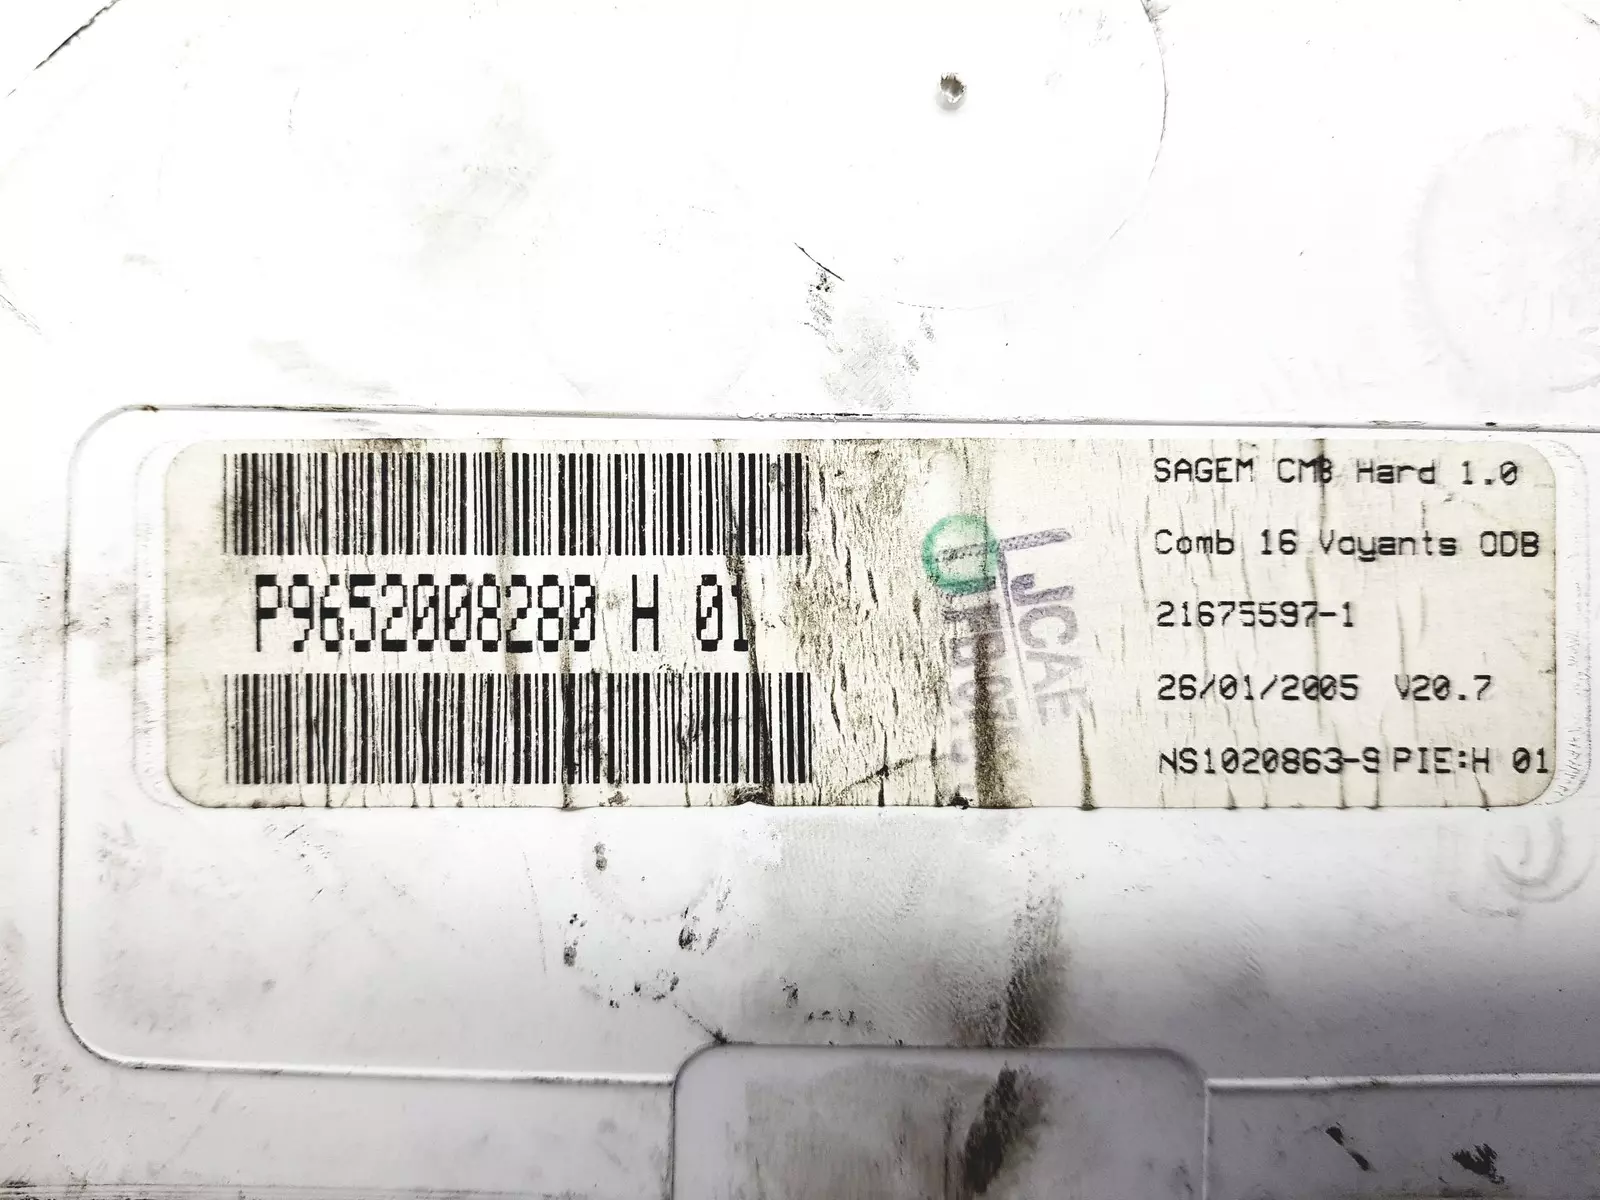 P9652008280 H 01
SAGEM CMB Hard 1.0
Comb 16 Voyants ODB
21675597-1
26/01/2005 V20.7
NS1020863-9 PIE:H 01